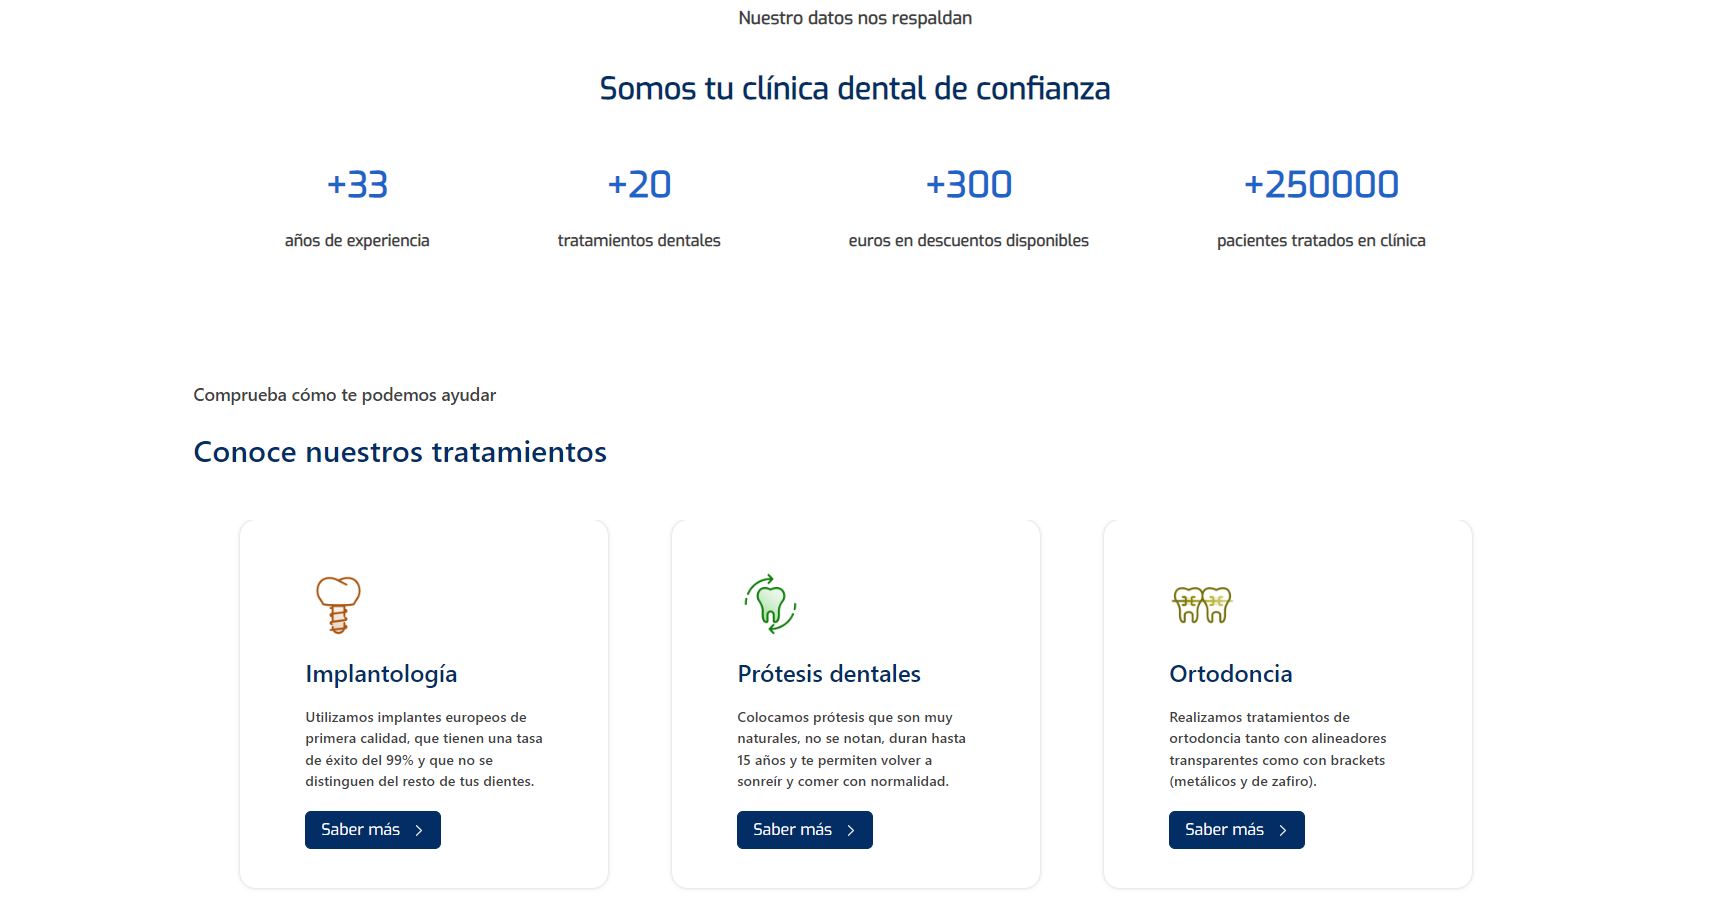 Nuestro datos nos respaldan
Somos tu clínica dental de confianza
+33
años de experiencia
+20
tratamientos dentales
+300
euros en descuentos disponibles
+250000
pacientes tratados en clínica
Comprueba cómo te podemos ayudar
Conoce nuestros tratamientos
Implantología
Utilizamos implantes europeos de
primera calidad, que tienen una tasa
de éxito del 99% y que no se
distinguen del resto de tus dientes.
Saber más
Prótesis dentales
Colocamos prótesis que son muy
naturales, no se notan, duran hasta
15 años y te permiten volver a
sonreír y comer con normalidad.
Saber más
Ortodoncia
Realizamos tratamientos de
ortodoncia tanto con alineadores
transparentes como con brackets
(metálicos y de zafiro).
Saber más